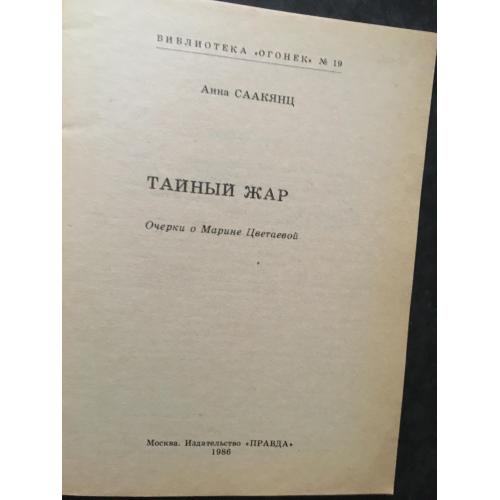 БИБЛИОТЕКА «ОГОНЕК» № 19
Анна СААКЯНЦ
ТАЙНЫЙ ЖАР
Очерки о Марине Цветаевой
Москва. Издательство «ПРАВДА»
1986